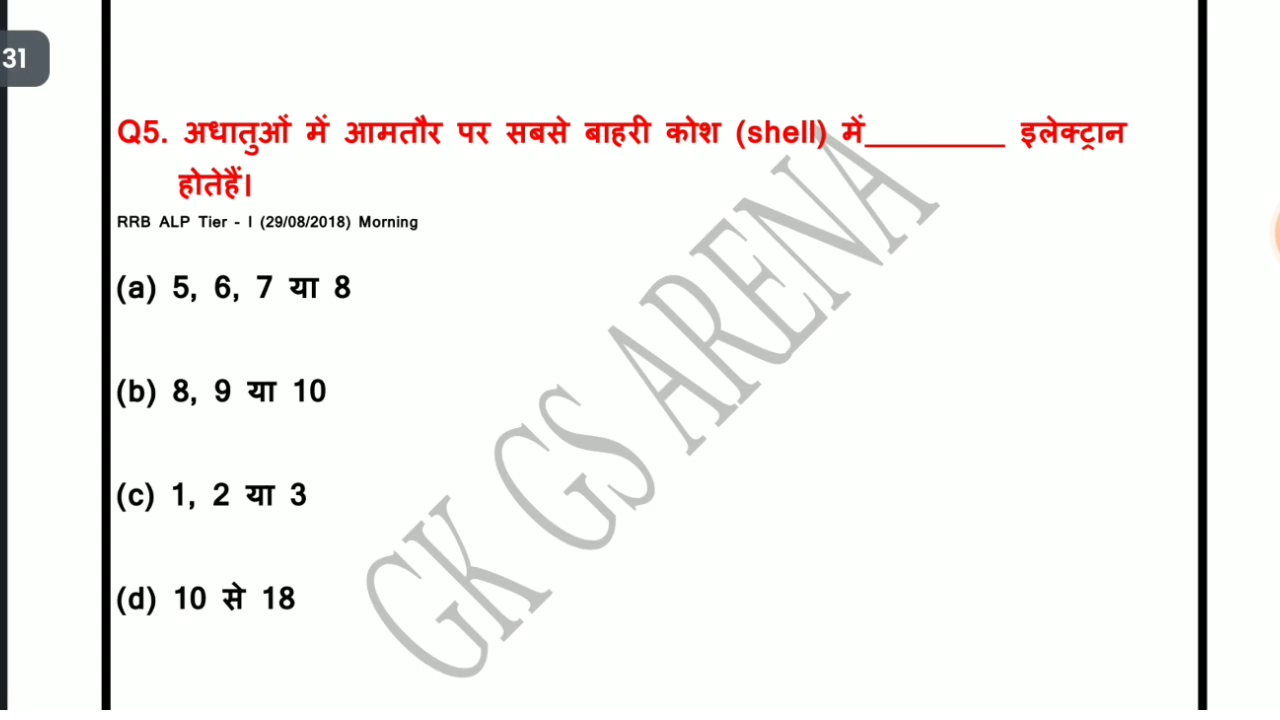 31
Q5. अधातुओं में आमतौर पर सबसे बाहरी कोश (shell) में_________ इलेक्ट्रान
होतेहैं।
RRB ALP Tier - I (29/08/2018) Morning
(a) 5, 6, 7 या 8
(b) 8, 9 या 10
(c) 1, 2 या 3
(d) 10 से 18
GK GS ARENA